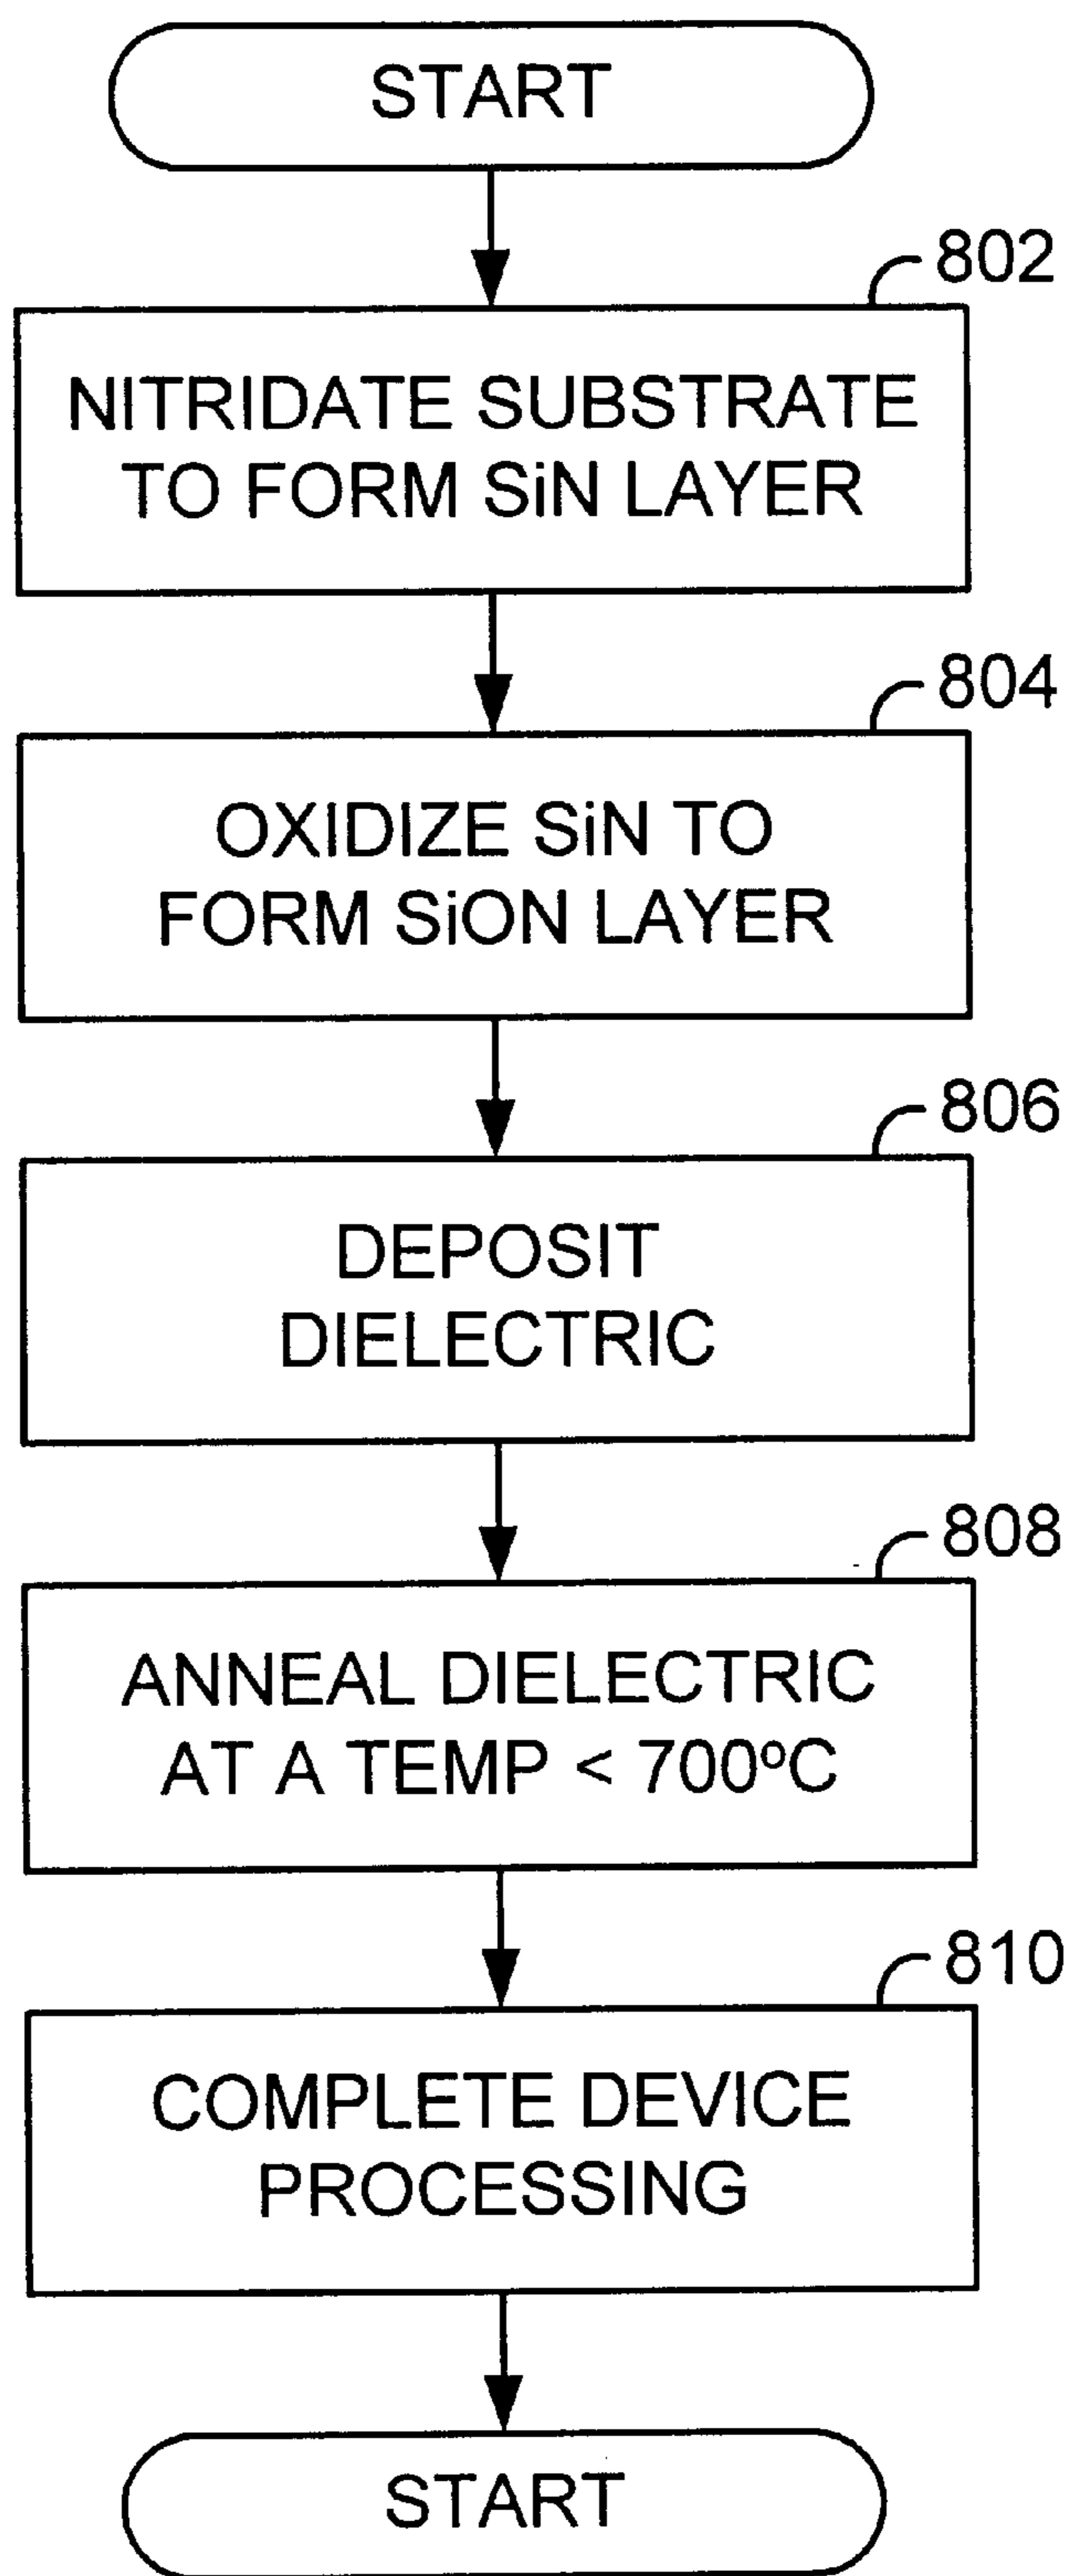 START
802
NITRIDATE SUBSTRATE
TO FORM SiN LAYER
804
OXIDIZE SiN TO
FORM SiON LAYER
806
DEPOSIT
DIELECTRIC
808
ANNEAL DIELECTRIC
AT A TEMP < 700ºC
810
COMPLETE DEVICE
PROCESSING
START